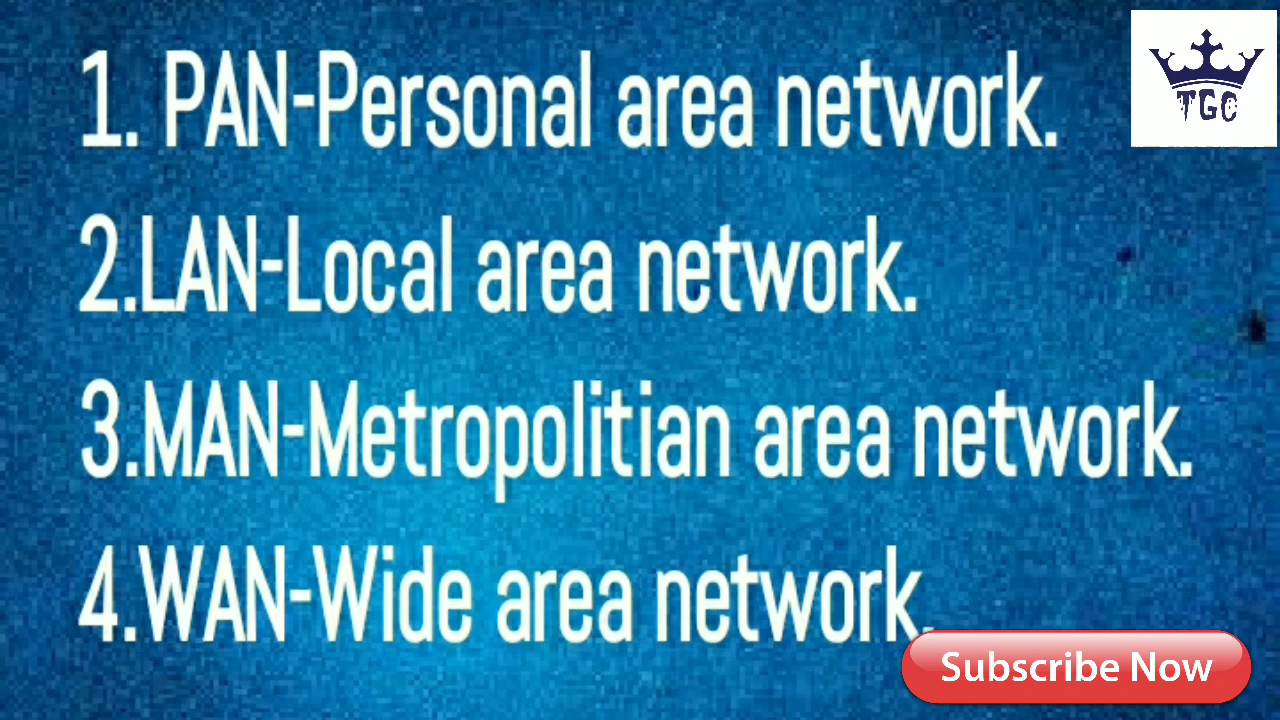 1. PAN-Personal area network.
TGC
2.LAN-Local area network.
3.MAN-Metropolitian area network.
4.WAN-Wide area network.
Subscribe Now